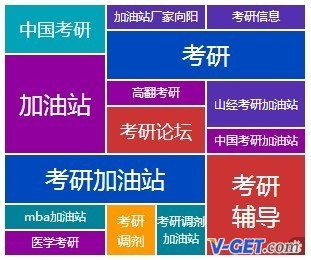 中国考研
加油站厂家向阳
考研信息
考研
加油站
高翻考研
山经考研加油站
考研论坛
中国考研加油站
考研加油站
考研
辅导
mba加油站
考研
调剂
考研调剂
加油站
医学考研
V-GET.com